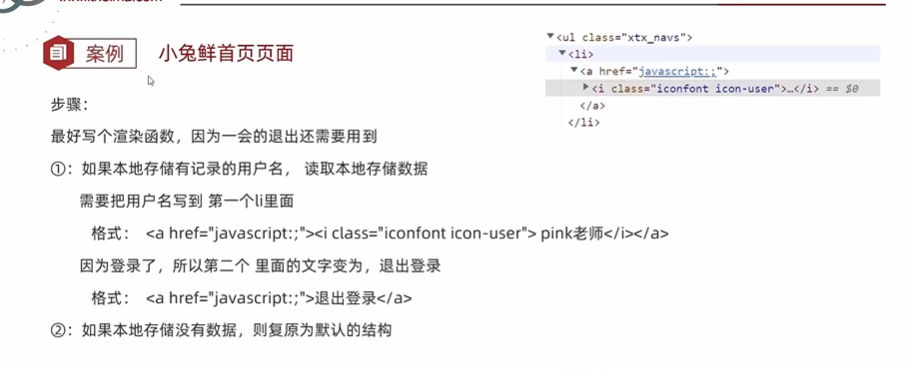 案例
小兔鲜首页页面
步骤：
最好写个渲染函数，因为一会的退出还需要用到
①：如果本地存储有记录的用户名， 读取本地存储数据
需要把用户名写到 第一个li里面
格式： <a href="javascript:;"><i class="iconfont icon-user"> pink老师</i></a>
因为登录了，所以第二个 里面的文字变为，退出登录
格式： <a href="javascript:;">退出登录</a>
②：如果本地存储没有数据，则复原为默认的结构
▼<ul class="xtx_navs">
▼<li>
▼<a href="javascript:;">
▶<i class="iconfont icon-user">…</i> == $0
</a>
</li>